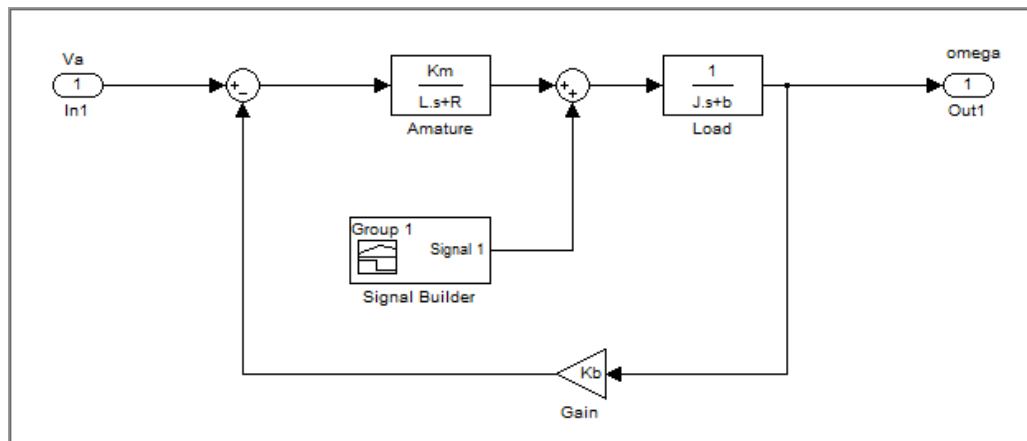 Va
1
In1
+
−
Km
L.s+R
Amature
+
+
1
J.s+b
Load
omega
1
Out1
Group 1
Signal 1
Signal Builder
Kb
Gain